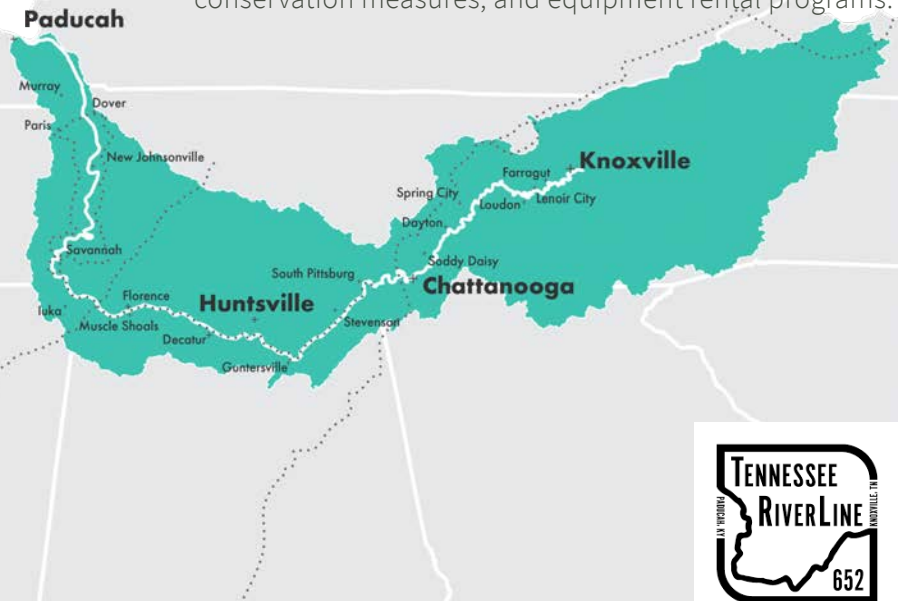 conservation measures, and equipment rental programs.
Paducah
Murray
Dover
Paris
New Johnsonville
Knoxville
Farragut
Spring City
Lenoir City
Loudon
Dayton
Savannah
Soddy Daisy
South Pittsburg
Chattanooga
Florence
Huntsville
Iuka
Muscle Shoals
Stevenson
Decatur
Guntersville
TENNESSEE
RIVERLINE
PADUCAH, KY
KNOXVILLE, TN
652